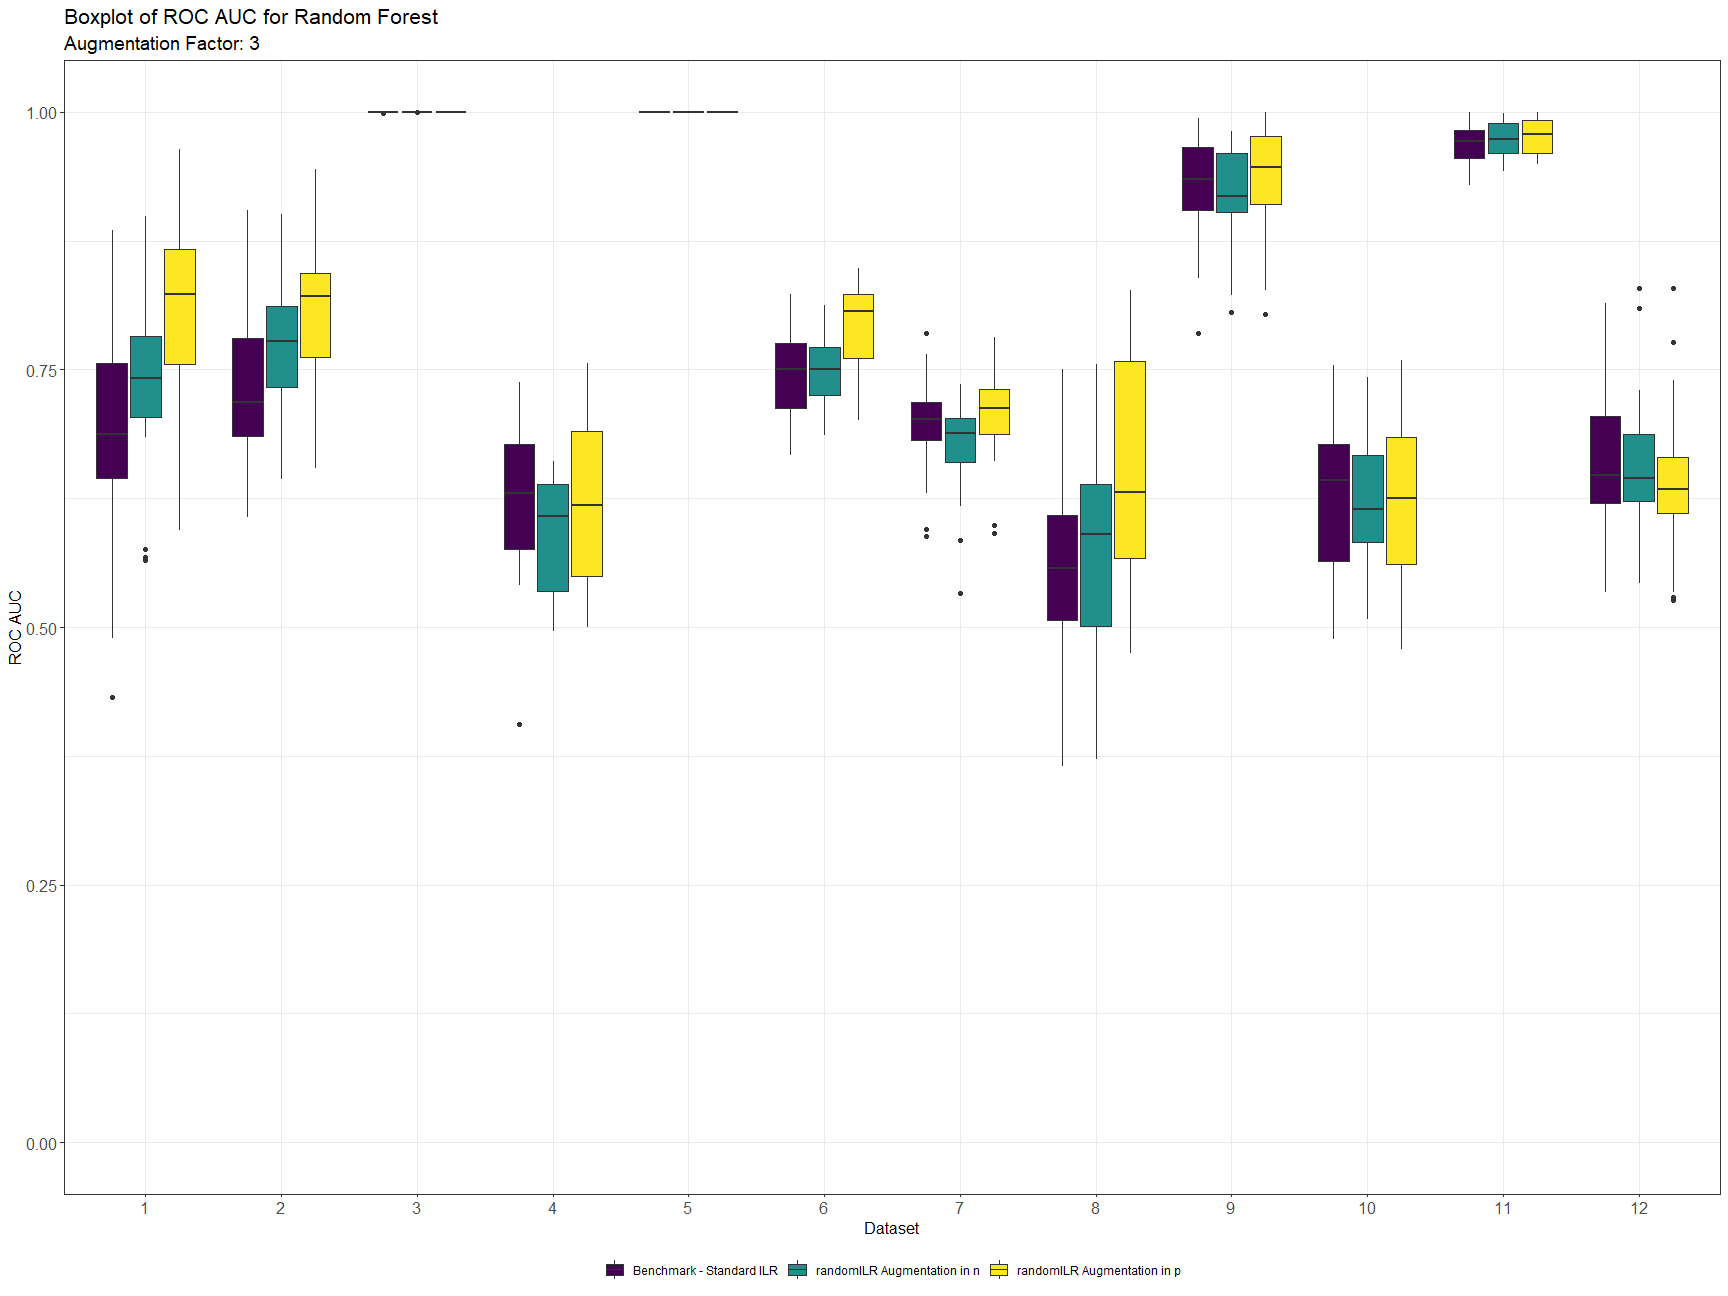 Boxplot of ROC AUC for Random Forest
Augmentation Factor: 3
1.00
0.75
0.50
0.25
0.00
ROC AUC
1 2 3 4 5 6 7 8 9 10 11 12
Dataset
Benchmark - Standard ILR randomILR Augmentation in n randomILR Augmentation in p